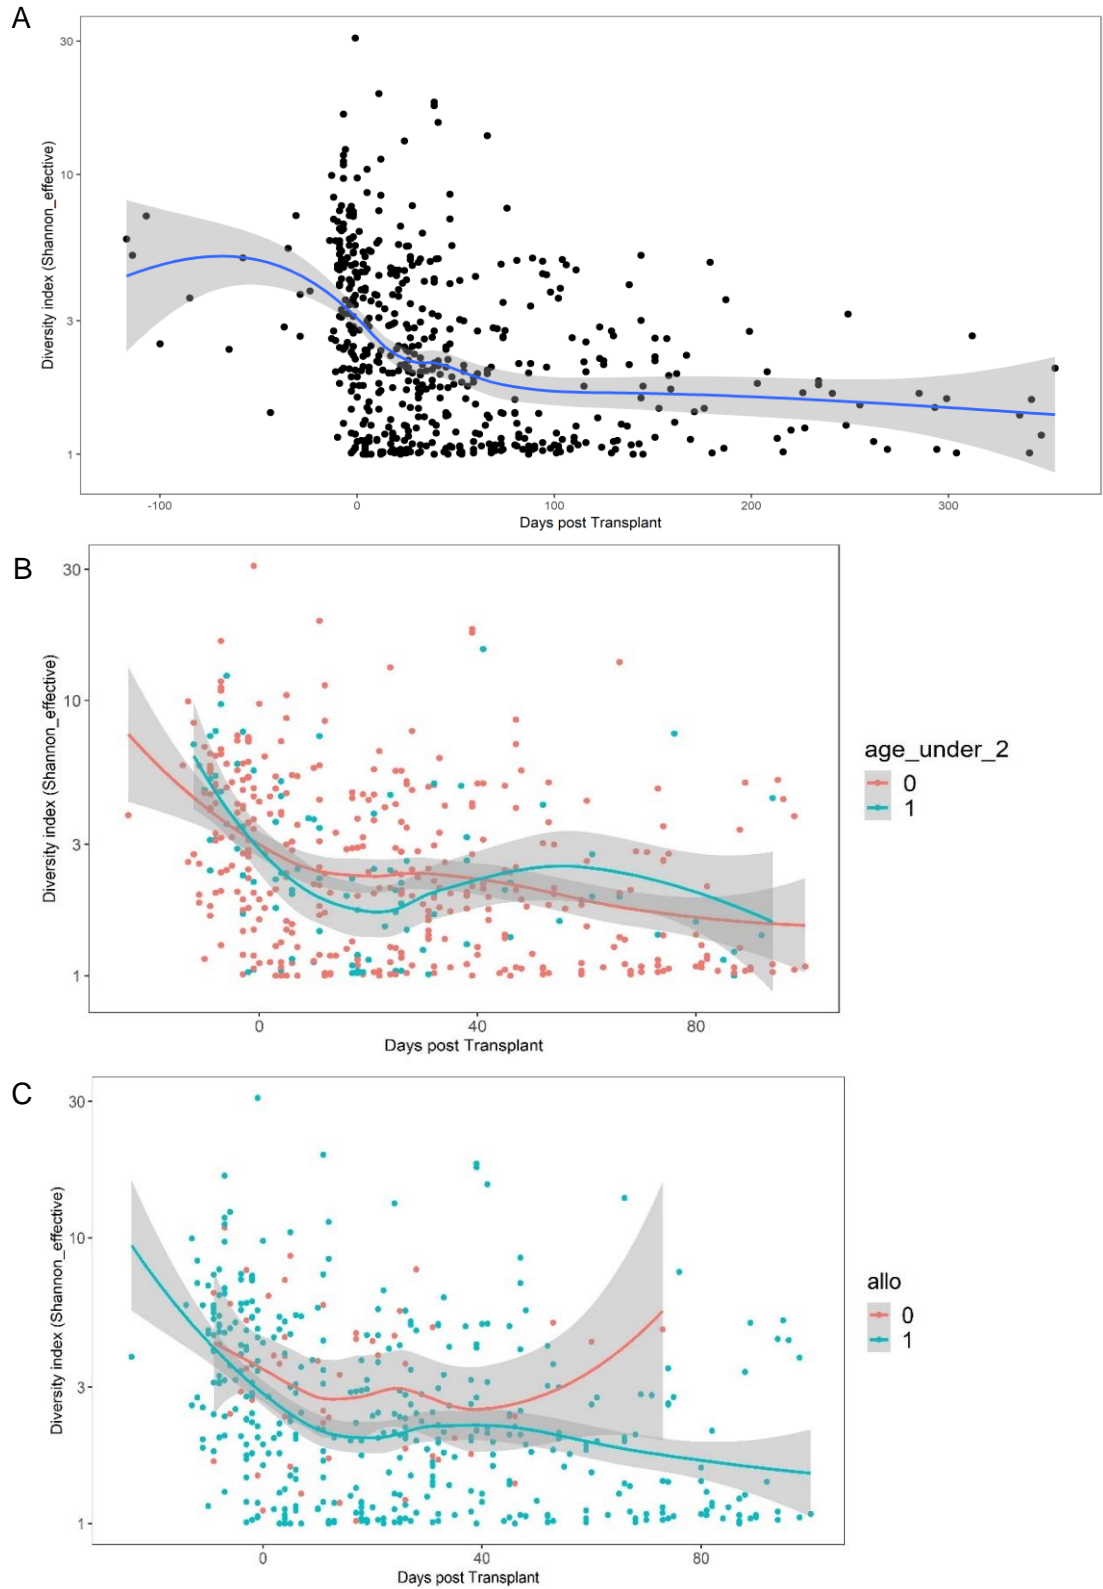 A
30
10
3
1
Diversity index (Shannon_effective)
-100 0 100 200 300
Days post Transplant
B
30
10
3
1
Diversity index (Shannon_effective)
0 40 80
Days post Transplant
age_under_2
0
1
C
30
10
3
1
Diversity index (Shannon_effective)
0 40 80
Days post Transplant
allo
0
1